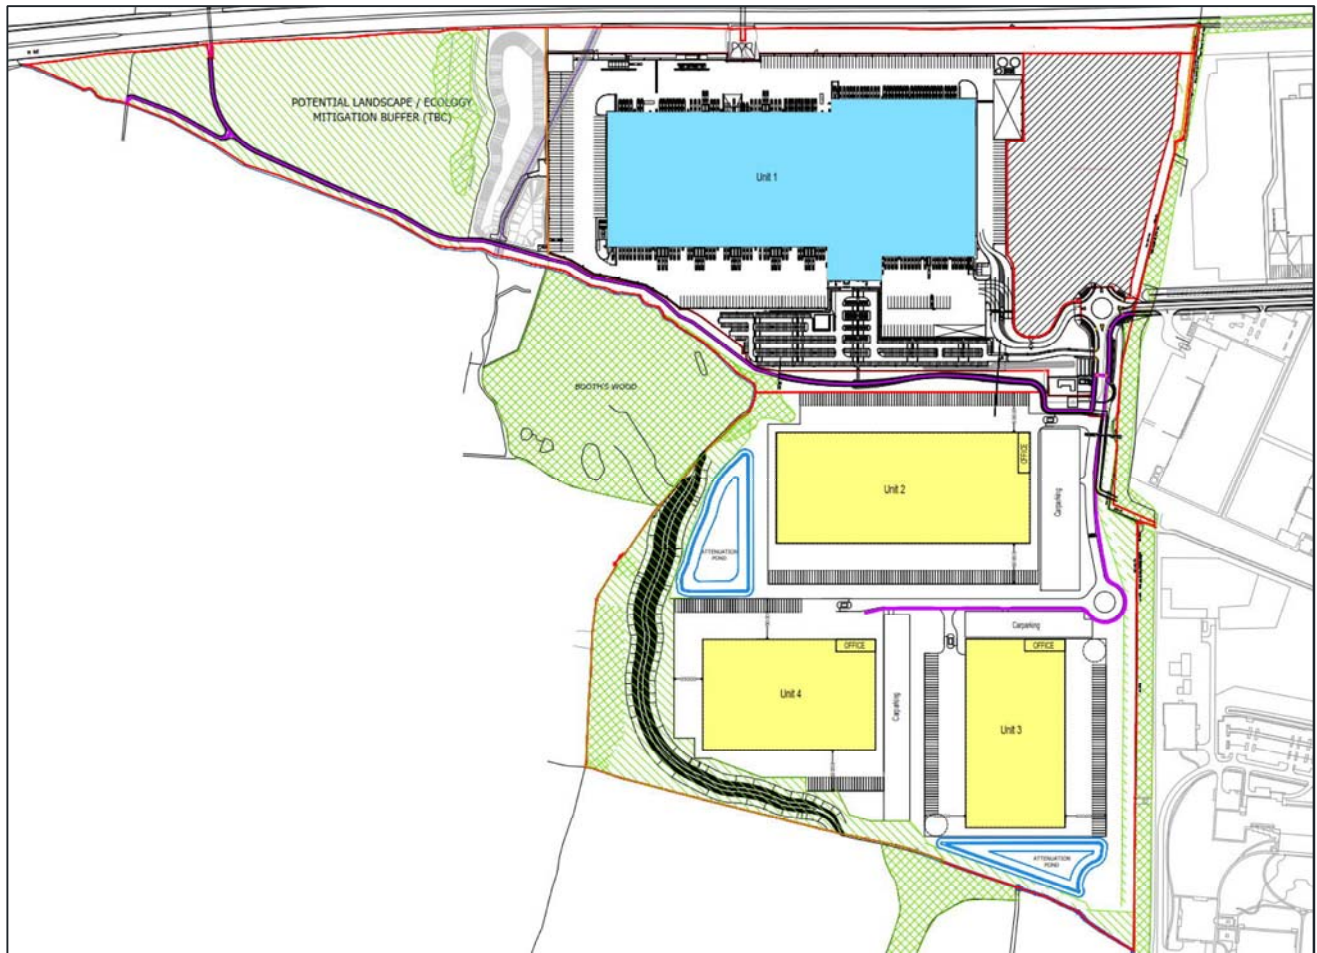 POTENTIAL LANDSCAPE / ECOLOGY
MITIGATION BUFFER (TBC)
Unit 1
BOOTH'S WOOD
OFFICE
Unit 2
Carparking
ATTENUATION
POND
Carparking
OFFICE
OFFICE
Unit 4
Carparking
Unit 3
ATTENUATION
POND